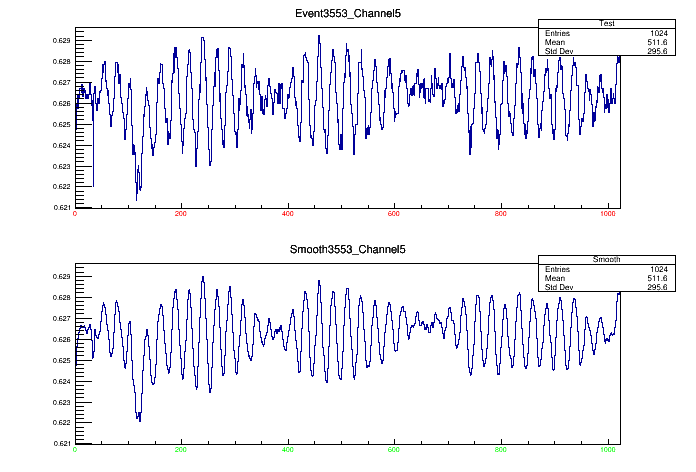 Event3553_Channel5
Test
Entries 1024
Mean 511.6
Std Dev 295.6
0.629
0.628
0.627
0.626
0.625
0.624
0.623
0.622
0.621
0 200 400 600 800 1000
Smooth3553_Channel5
Smooth
Entries 1024
Mean 511.6
Std Dev 295.6
0.629
0.628
0.627
0.626
0.625
0.624
0.623
0.622
0.621
0 200 400 600 800 1000